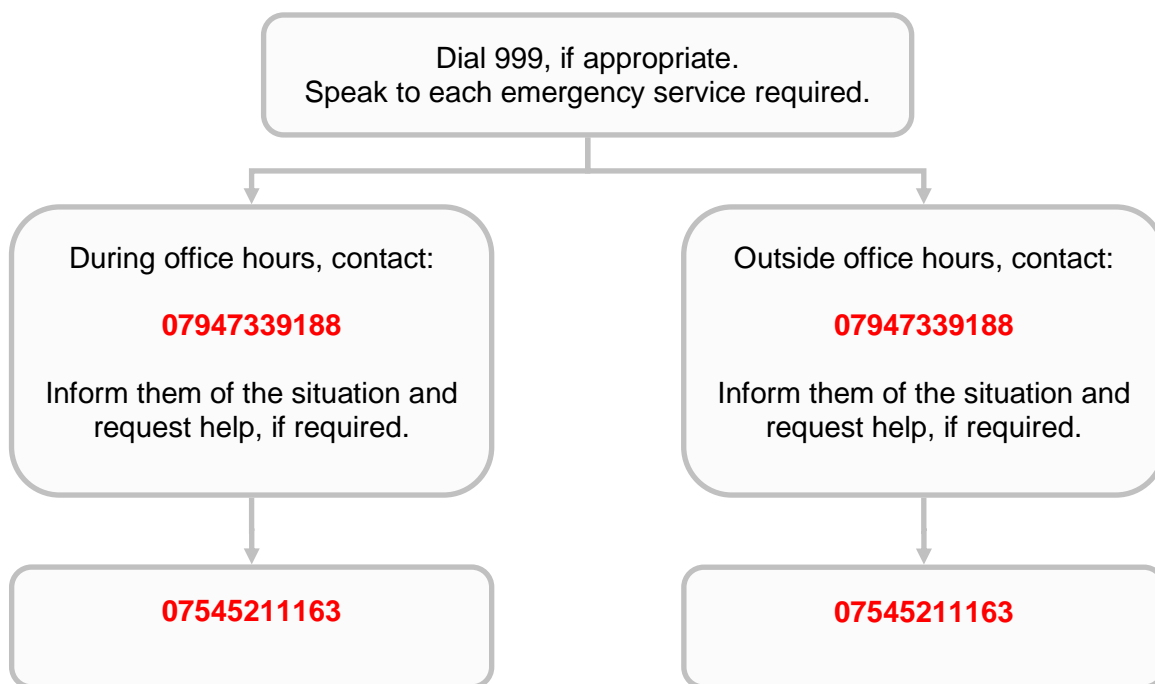 Dial 999, if appropriate.
Speak to each emergency service required.
During office hours, contact:
07947339188
Inform them of the situation and
request help, if required.
Outside office hours, contact:
07947339188
Inform them of the situation and
request help, if required.
07545211163
07545211163